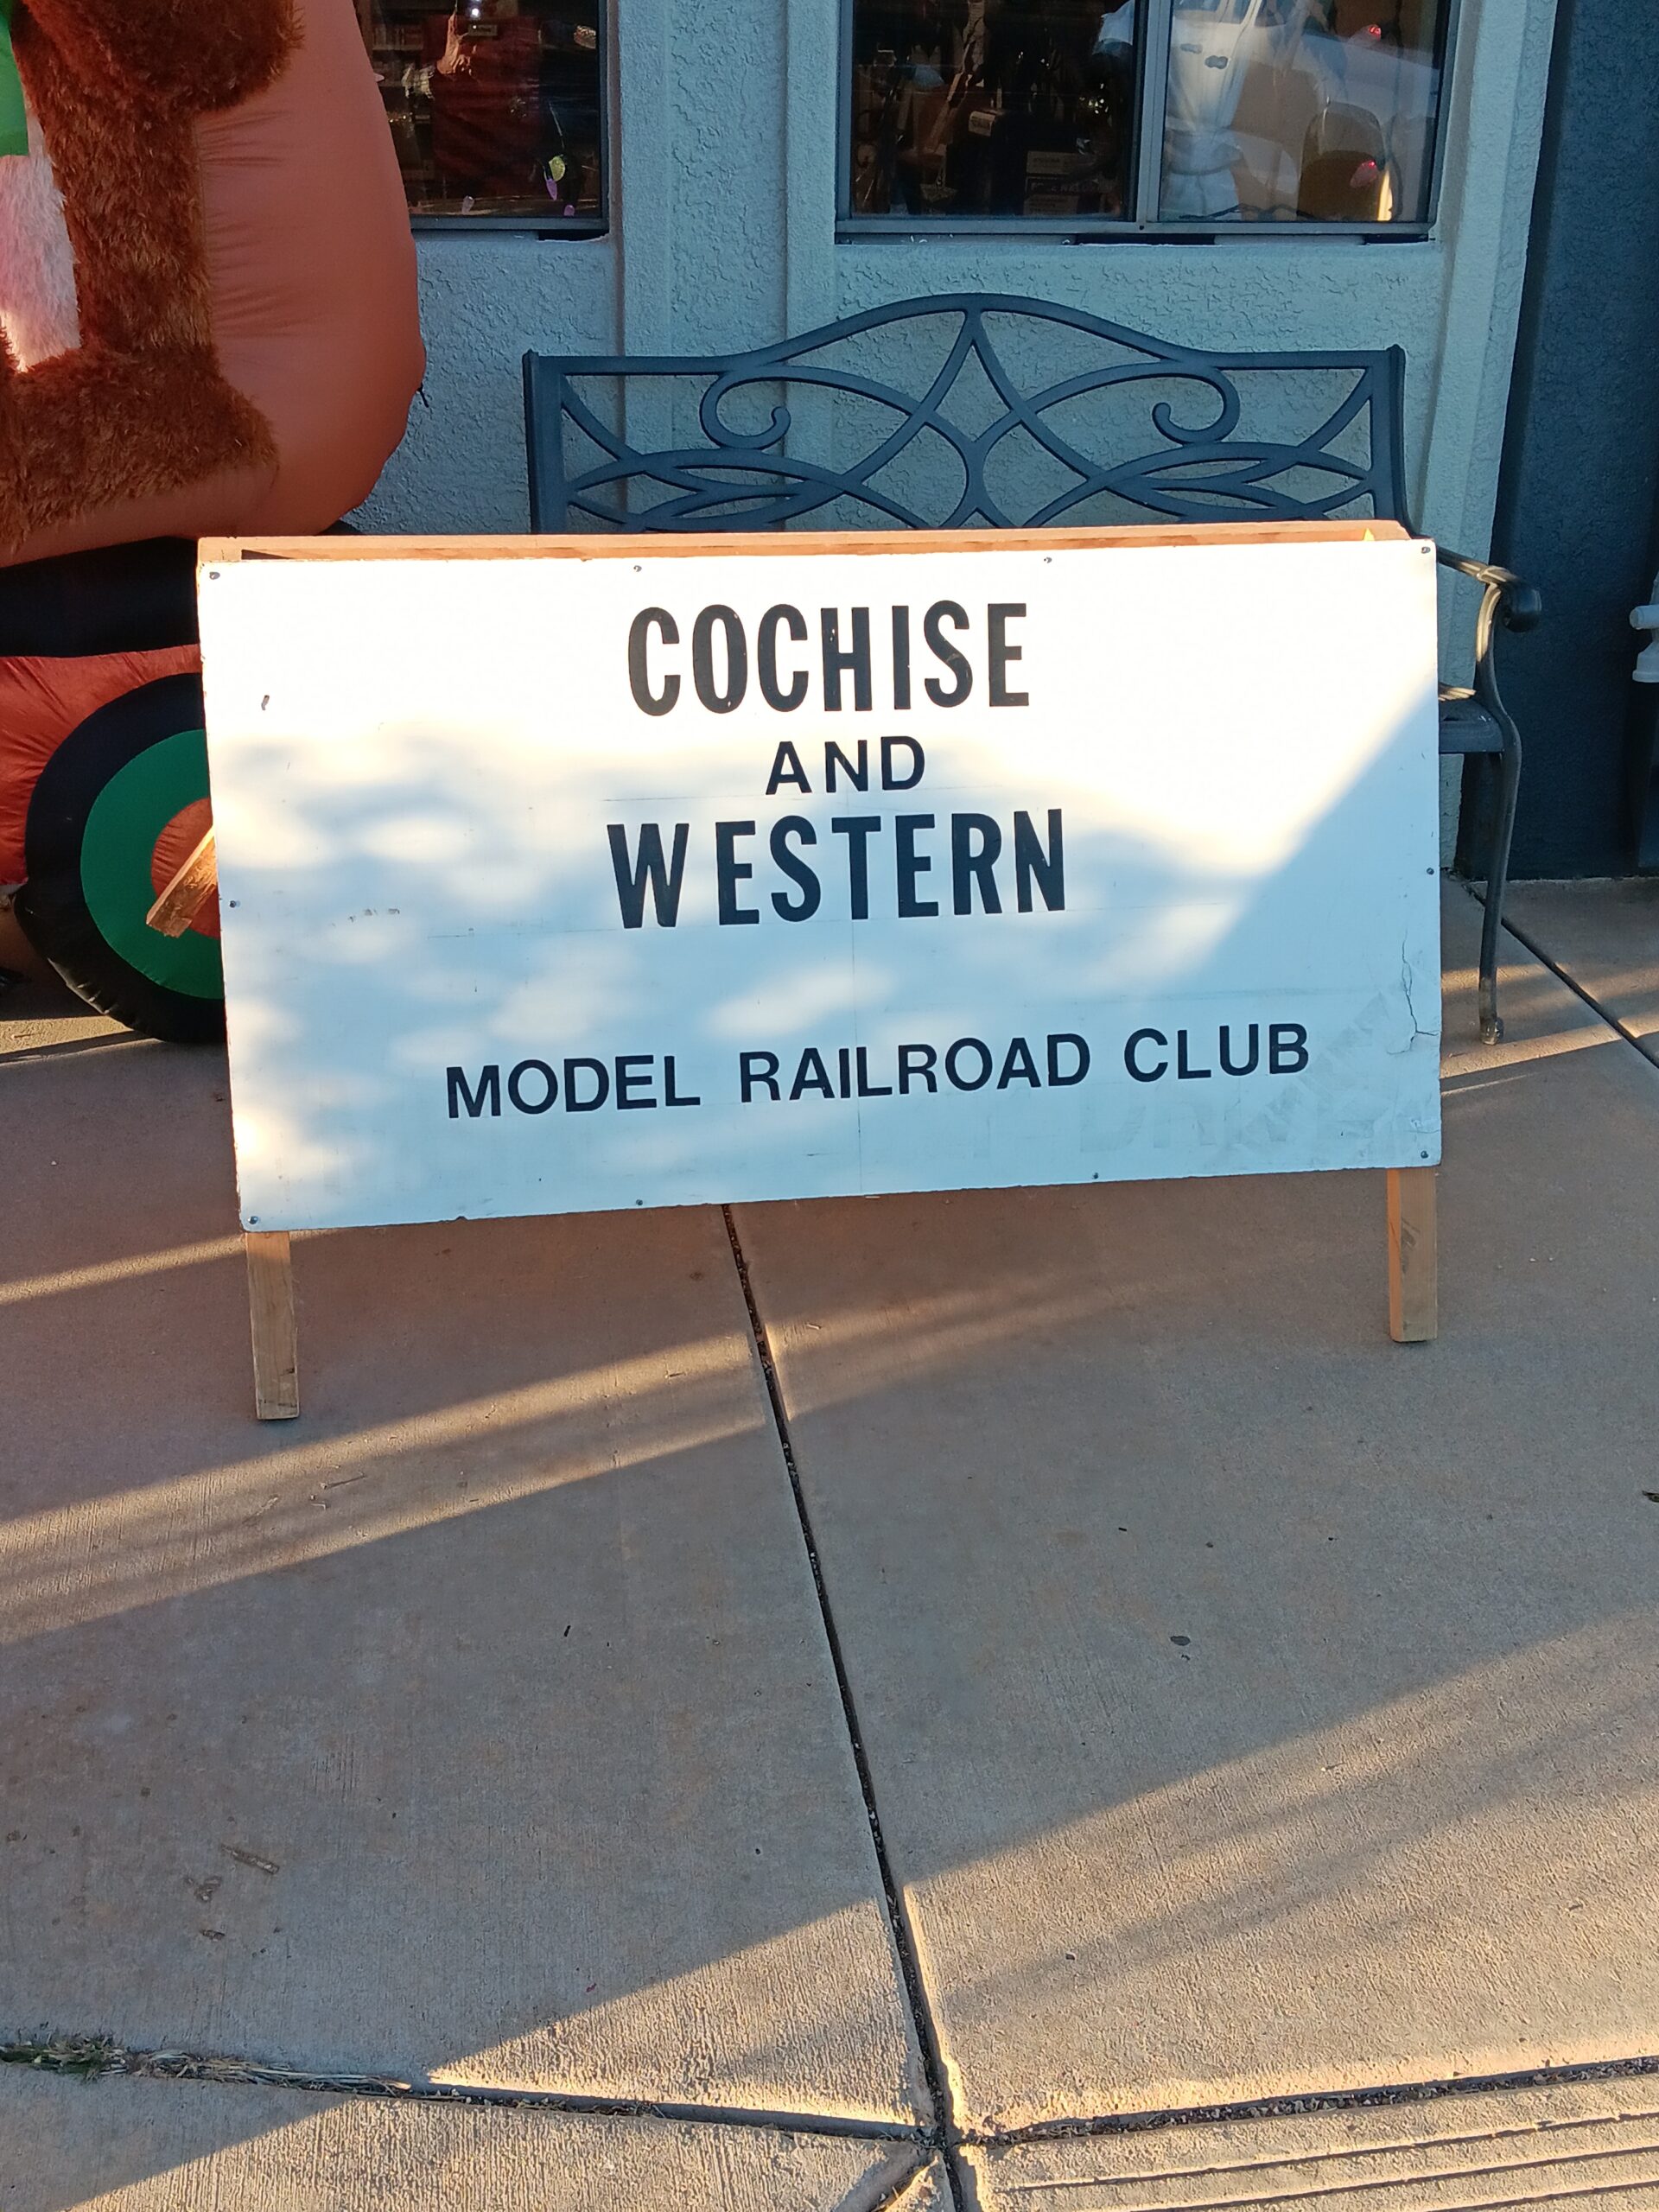 COCHISE
AND
WESTERN
MODEL RAILROAD CLUB